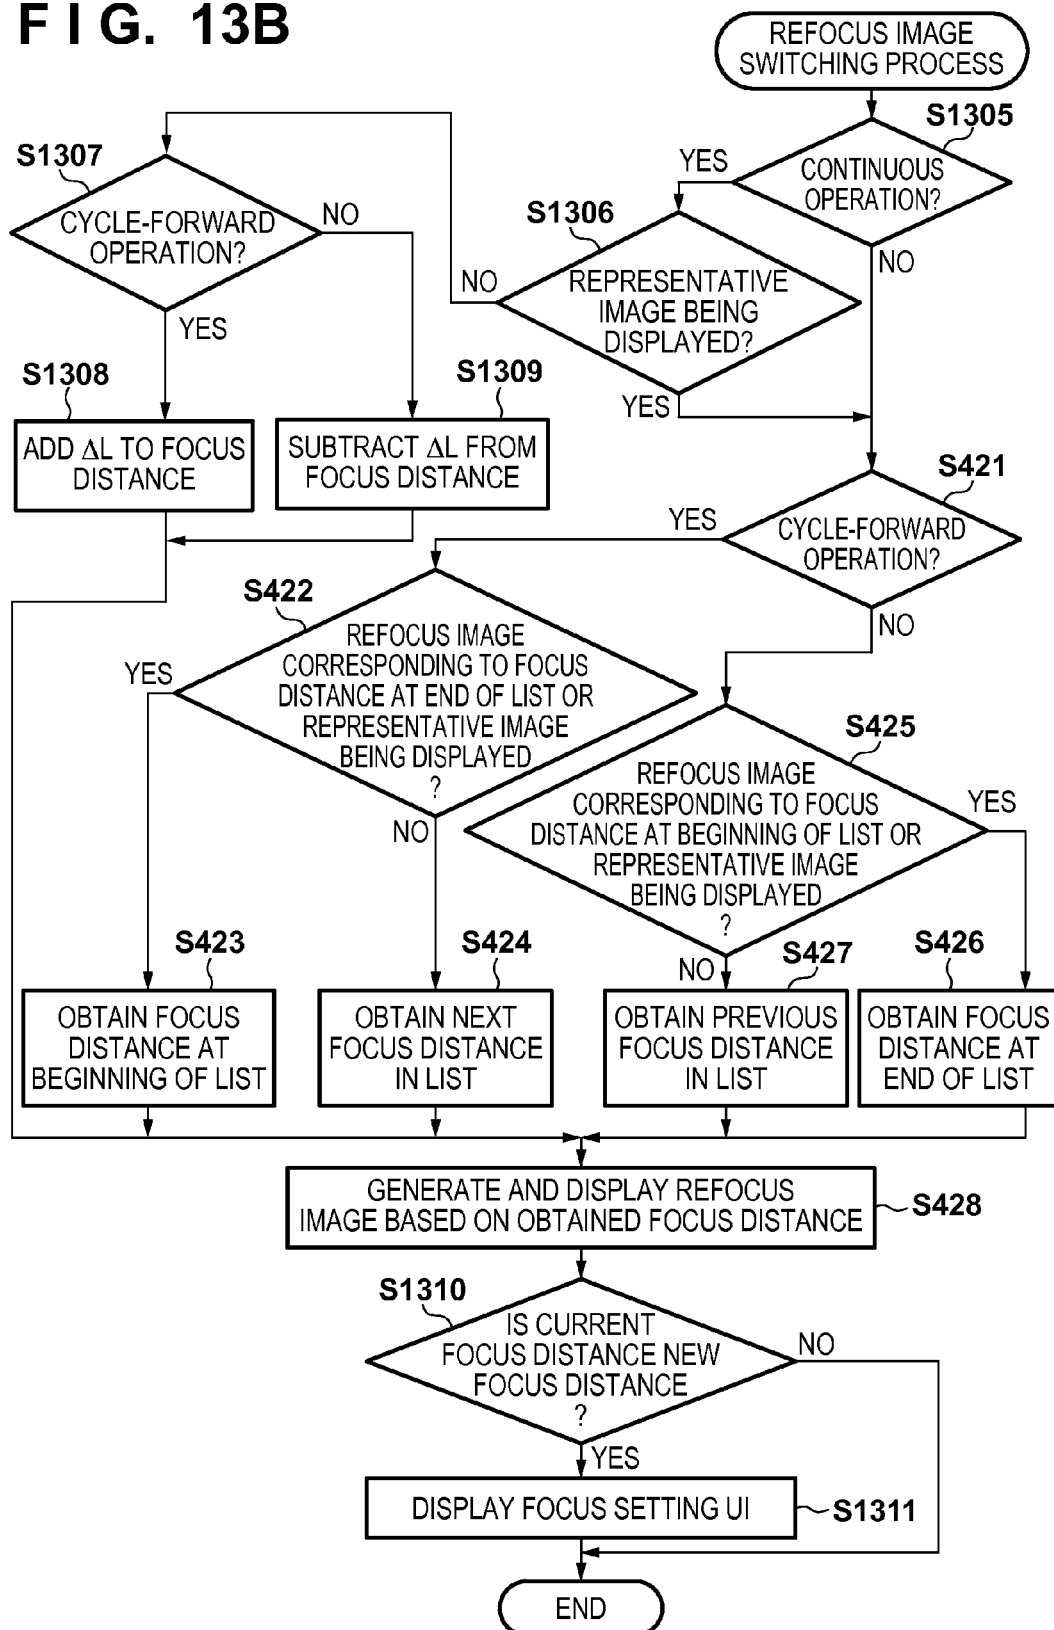 FIG. 13B
REFOCUS IMAGE
SWITCHING PROCESS
S1305
CONTINUOUS
OPERATION?
YES
NO
S1306
REPRESENTATIVE
IMAGE BEING
DISPLAYED?
NO
YES
S1307
CYCLE-FORWARD
OPERATION?
NO
YES
S1308
ADD ΔL TO FOCUS
DISTANCE
S1309
SUBTRACT ΔL FROM
FOCUS DISTANCE
S421
CYCLE-FORWARD
OPERATION?
YES
NO
S422
REFOCUS IMAGE
CORRESPONDING TO FOCUS
DISTANCE AT END OF LIST OR
REPRESENTATIVE IMAGE
BEING DISPLAYED
?
YES
NO
S425
REFOCUS IMAGE
CORRESPONDING TO FOCUS
DISTANCE AT BEGINNING OF LIST OR
REPRESENTATIVE IMAGE
BEING DISPLAYED
?
YES
NO
S423
OBTAIN FOCUS
DISTANCE AT
BEGINNING OF LIST
S424
OBTAIN NEXT
FOCUS DISTANCE
IN LIST
S427
OBTAIN PREVIOUS
FOCUS DISTANCE
IN LIST
S426
OBTAIN FOCUS
DISTANCE AT
END OF LIST
GENERATE AND DISPLAY REFOCUS
IMAGE BASED ON OBTAINED FOCUS DISTANCE
S428
S1310
IS CURRENT
FOCUS DISTANCE NEW
FOCUS DISTANCE
?
NO
YES
DISPLAY FOCUS SETTING UI
S1311
END